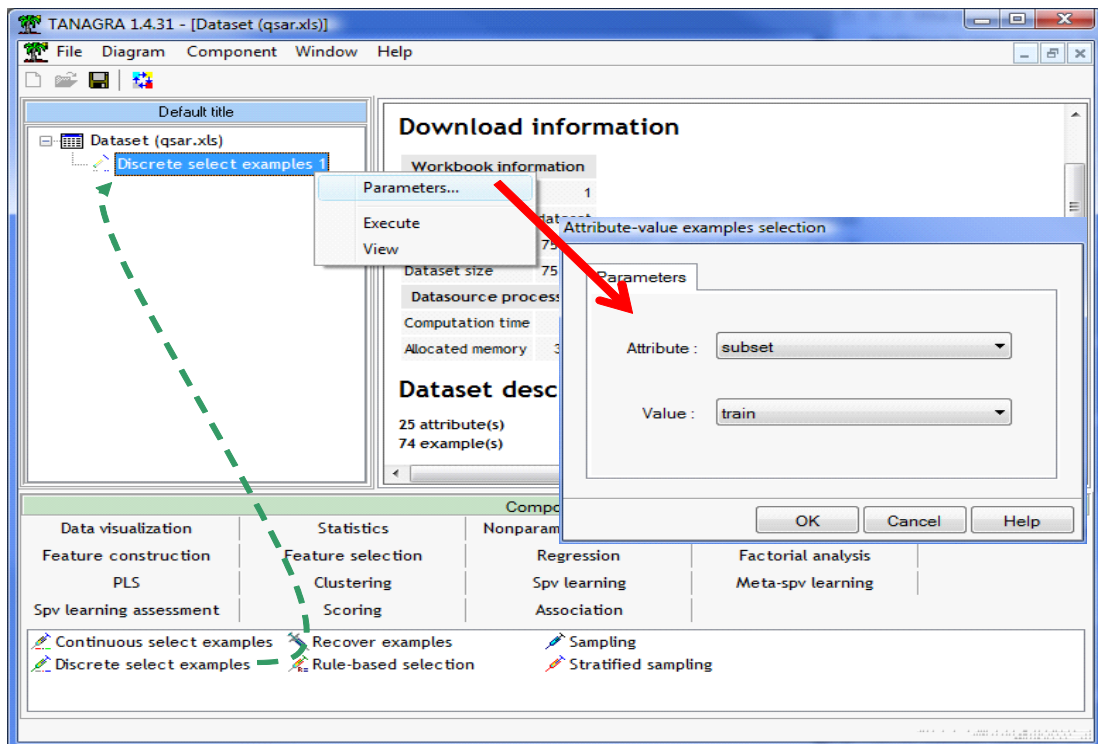 TANAGRA 1.4.31 - [Dataset (qsar.xls)]
File Diagram Component Window Help
Default title
Dataset (qsar.xls)
Discrete select examples 1
Parameters...
Execute
View
Download information
Workbook information
1
75
Dataset size 75
Datasource proces
Computation time
Allocated memory 3
Dataset desc
25 attribute(s)
74 example(s)
Attribute-value examples selection
Parameters
Attribute : subset
Value : train
OK Cancel Help
Compo
Data visualization Statistics Nonparam
Feature construction Feature selection Regression Factorial analysis
PLS Clustering Spv learning Meta-spv learning
Spv learning assessment Scoring Association
Continuous select examples Recover examples Sampling
Discrete select examples Rule-based selection Stratified sampling